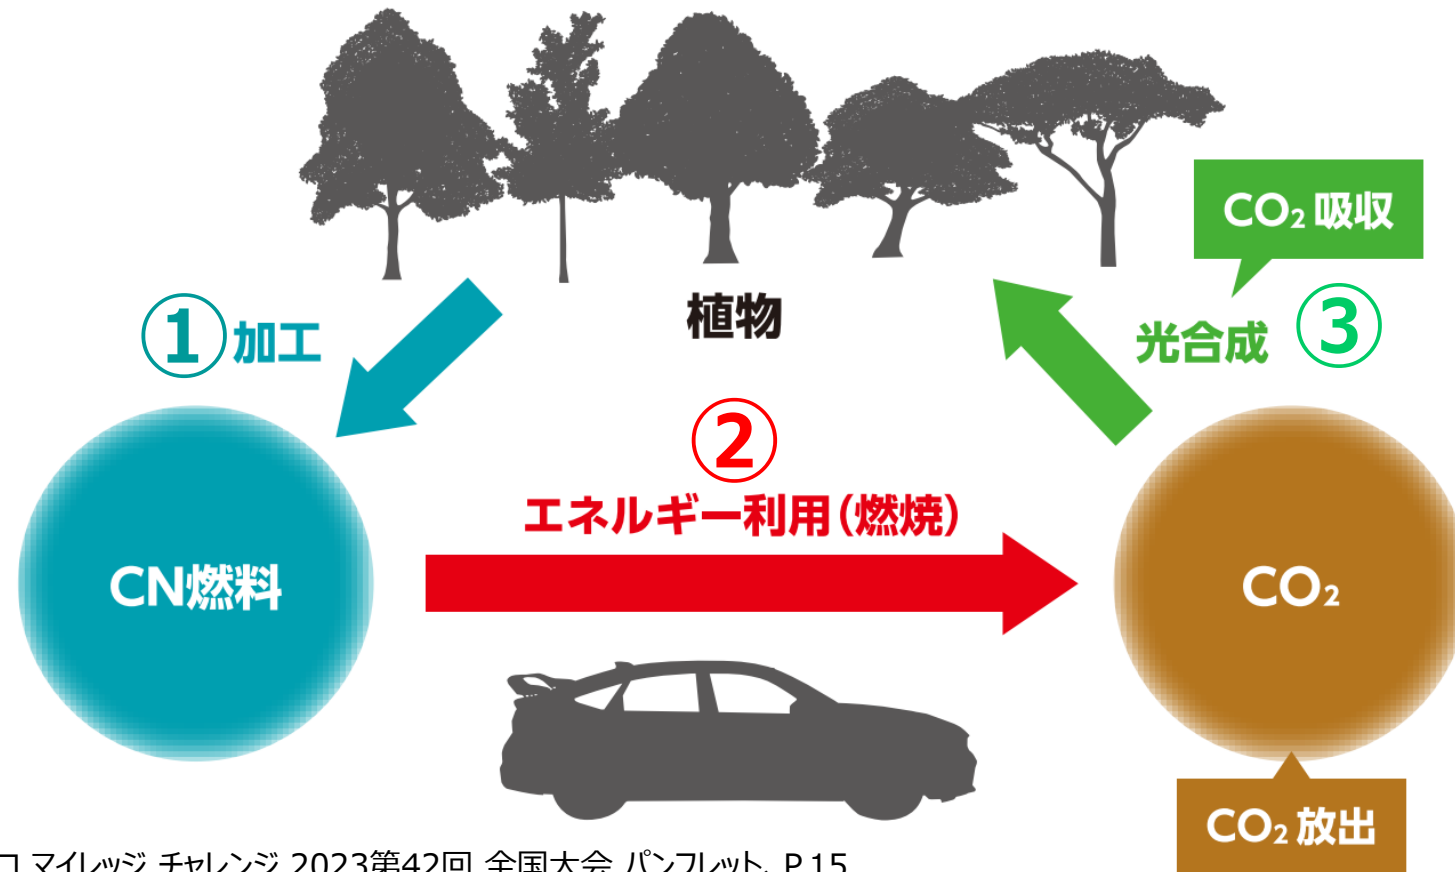 CO₂ 吸収
① 加工
植物
光合成 ③
②
エネルギー利用（燃焼）
CN燃料
CO₂
CO₂ 放出
マイレッジ チャレンジ 2023第42回 全国大会 パンフレット, P.15